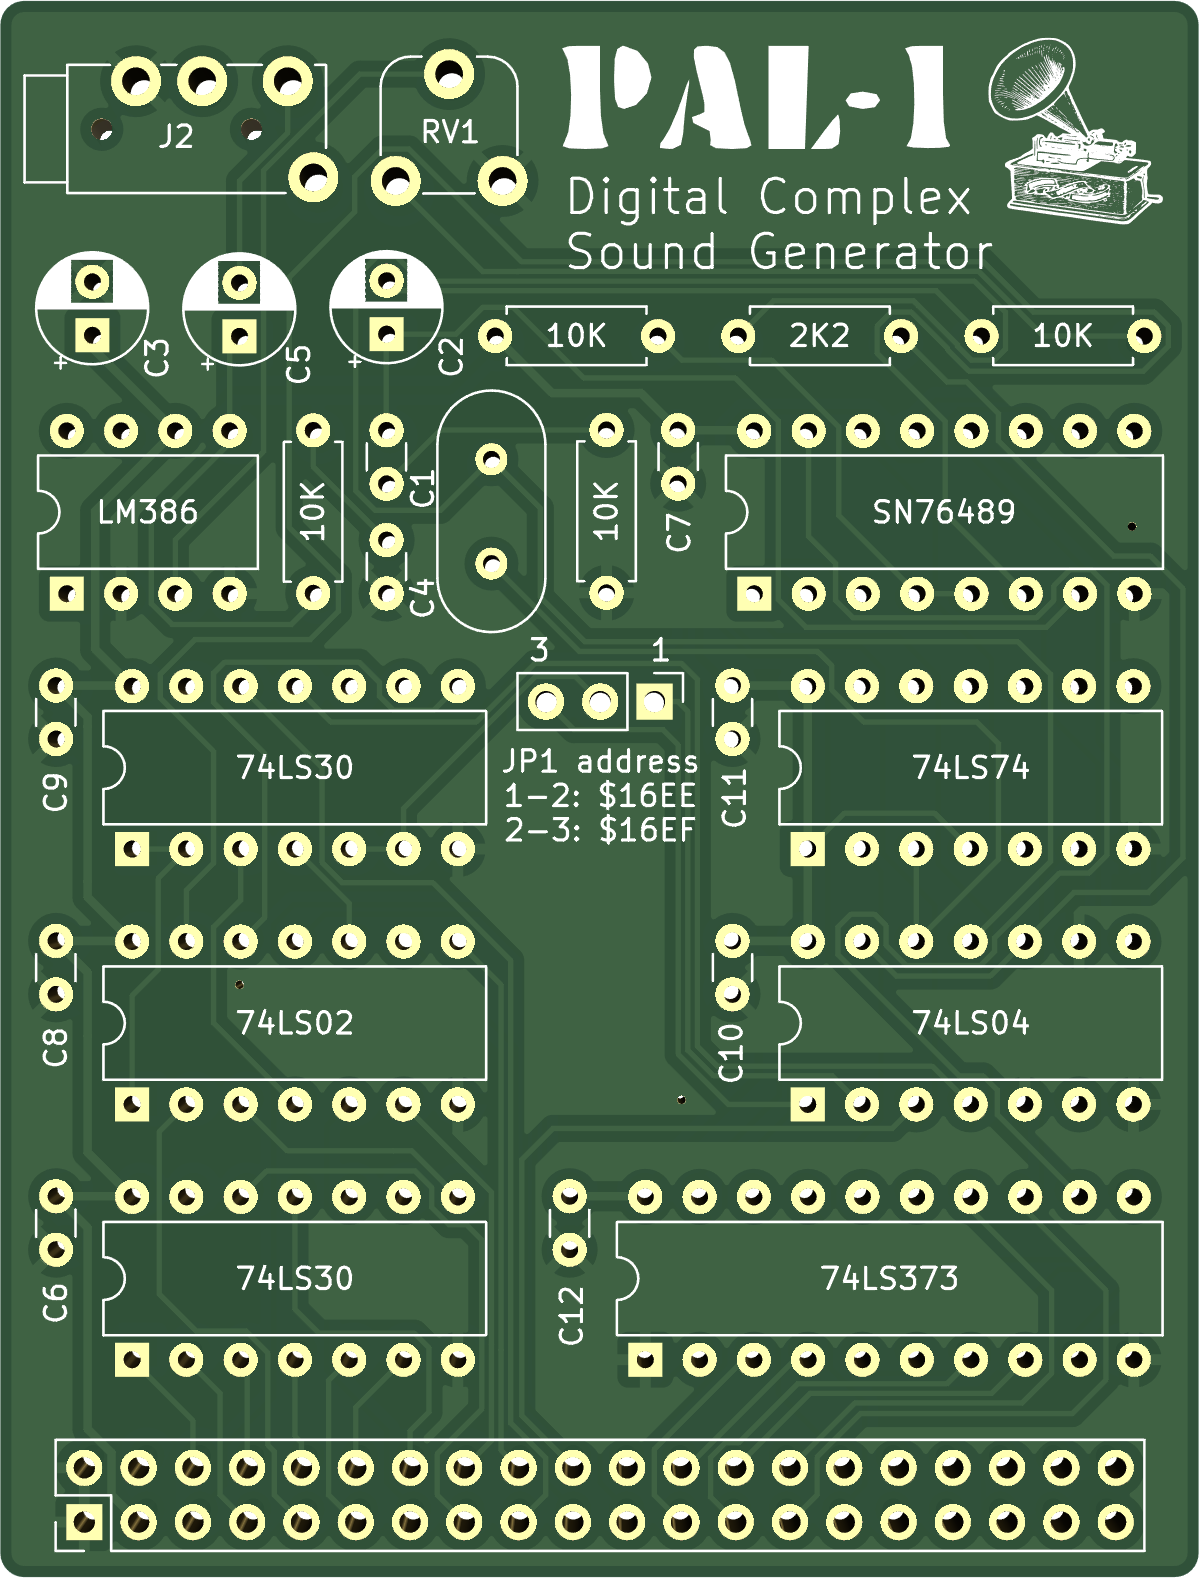 PAL-1
Digital Complex
Sound Generator
J2
RV1
+
C3
+
C5
+
C2
10K
2K2
10K
LM386
10K
C1
C4
10K
C7
SN76489
3
1
JP1 address
1-2: $16EE
2-3: $16EF
C9
74LS30
C11
74LS74
C8
74LS02
C10
74LS04
C6
74LS30
C12
74LS373